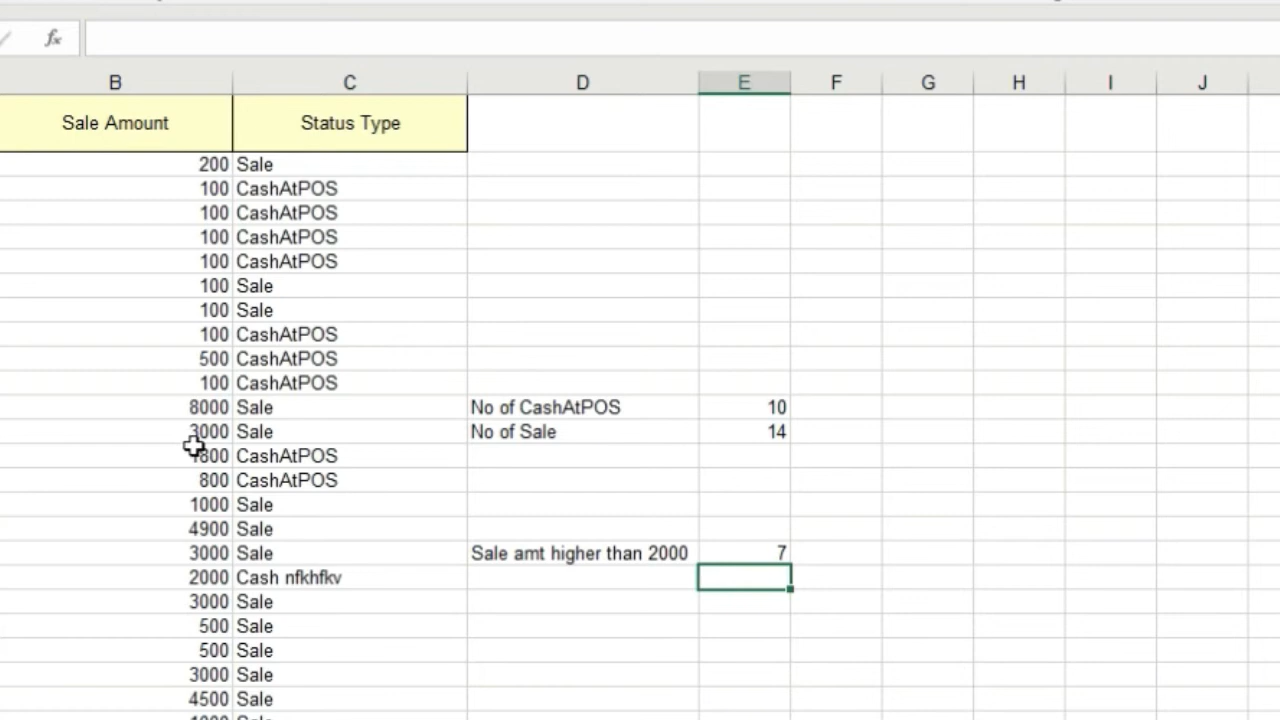 fx
B C D E F G H I J
Sale Amount Status Type
200 Sale
100 CashAtPOS
100 CashAtPOS
100 CashAtPOS
100 CashAtPOS
100 Sale
100 Sale
100 CashAtPOS
500 CashAtPOS
100 CashAtPOS
8000 Sale No of CashAtPOS 10
3000 Sale No of Sale 14
CashAtPOS
800 CashAtPOS
1000 Sale
4900 Sale
3000 Sale Sale amt higher than 2000 7
2000 Cash nfkhfkv
3000 Sale
500 Sale
500 Sale
3000 Sale
4500 Sale